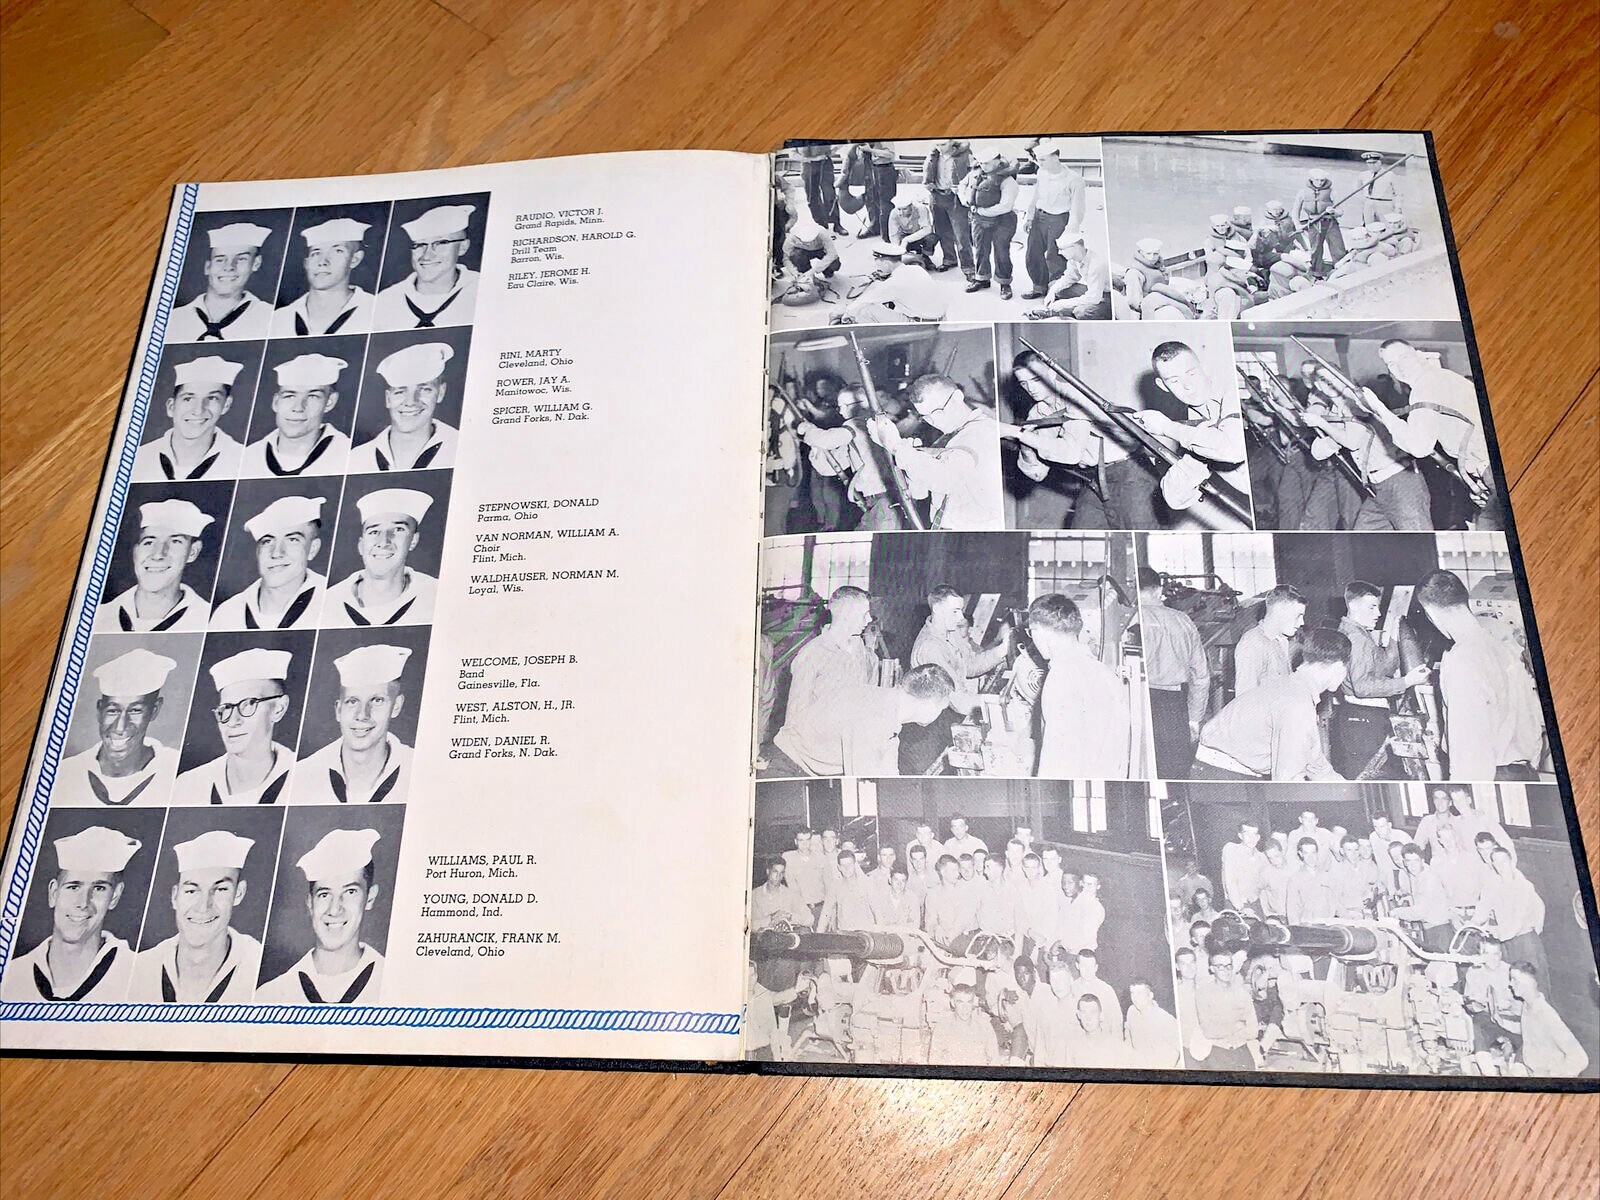 RAUDIO, VICTOR J.
Grand Rapids, Minn.
RICHARDSON, HAROLD G.
Drill Team
Barron, Wis.
RILEY, JEROME H.
Eau Claire, Wis.
RINI, MARTY
Cleveland, Ohio
ROWER, JAY A.
Manitowoc, Wis.
SPICER, WILLIAM G.
Grand Forks, N. Dak.
STEPNOWSKI, DONALD
Parma, Ohio
VAN NORMAN, WILLIAM A.
Choir
Flint, Mich.
WALDHAUSER, NORMAN M.
Loyal, Wis.
WELCOME, JOSEPH B.
Band
Gainesville, Fla.
WEST, ALSTON, H., JR.
Flint, Mich.
WIDEN, DANIEL R.
Grand Forks, N. Dak.
WILLIAMS, PAUL R.
Port Huron, Mich.
YOUNG, DONALD D.
Hammond, Ind.
ZAHURANCIK, FRANK M.
Cleveland, Ohio